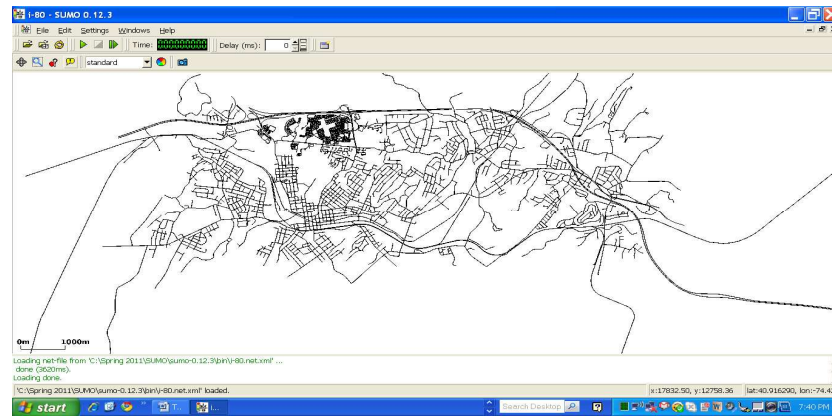 i-80 - SUMO 0.12.3
File Edit Settings Windows Help
Time: Delay (ms): 0
standard
0m 1000m
Loading net-file from 'C:\Spring 2011\SUMO\sumo-0.12.3\bin\i-80.net.xml' ...
done (3620ms).
Loading done.
'C:\Spring 2011\SUMO\sumo-0.12.3\bin\i-80.net.xml' loaded. x:17832.50, y:12758.36 lat:40.916290, lon:-74.4
start T... i... Search Desktop 7:40 PM